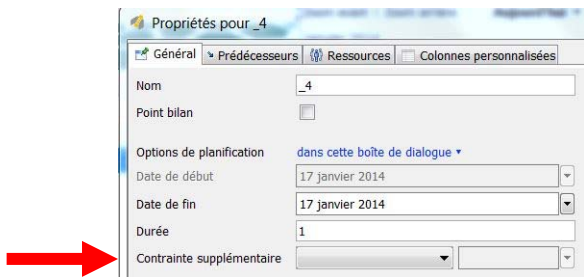 Propriétés pour _4
Général Prédécesseurs Ressources Colonnes personnalisées
Nom _4
Point bilan
Options de planification dans cette boîte de dialogue
Date de début 17 janvier 2014
Date de fin 17 janvier 2014
Durée 1
Contrainte supplémentaire